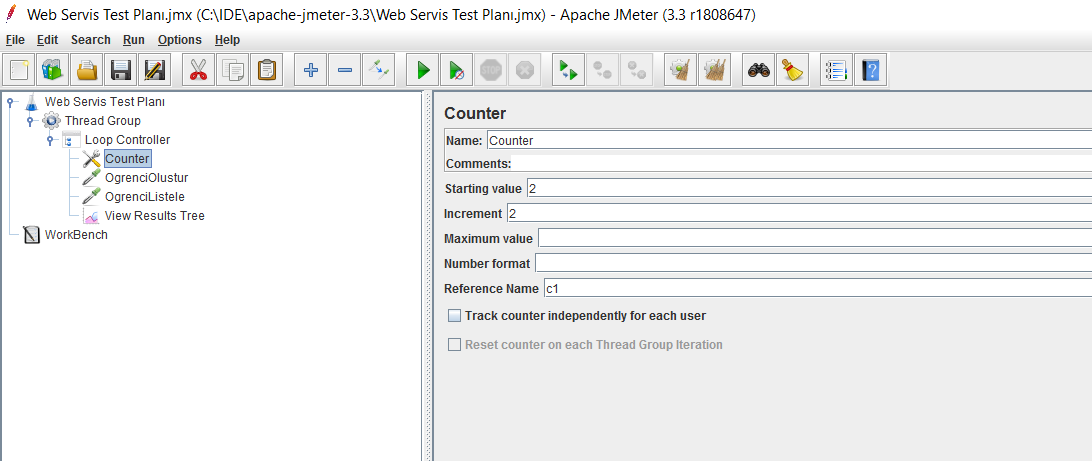 Web Servis Test Planı.jmx (C:\IDE\apache-jmeter-3.3\Web Servis Test Planı.jmx) - Apache JMeter (3.3 r1808647)
File Edit Search Run Options Help
STOP
Web Servis Test Planı
Thread Group
Loop Controller
Counter
OgrenciOlustur
OgrenciListele
View Results Tree
WorkBench
Counter
Name: Counter
Comments:
Starting value 2
Increment 2
Maximum value
Number format
Reference Name c1
Track counter independently for each user
Reset counter on each Thread Group Iteration